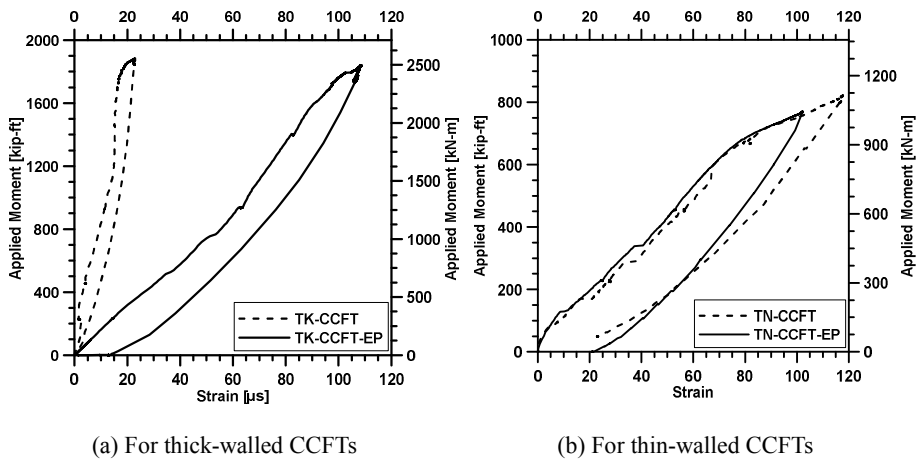 0 20 40 60 80 100 120
2000
1600
1200
800
400
0
Applied Moment [kip-ft]
2500
2000
1500
1000
500
0
Applied Moment [kN-m]
TK-CCFT
TK-CCFT-EP
0 20 40 60 80 100 120
Strain [µs]
(a) For thick-walled CCFTs
0 20 40 60 80 100 120
1000
800
600
400
200
0
Applied Moment [kip-ft]
1200
900
600
300
0
Applied Moment [kN-m]
TN-CCFT
TN-CCFT-EP
0 20 40 60 80 100 120
Strain
(b) For thin-walled CCFTs